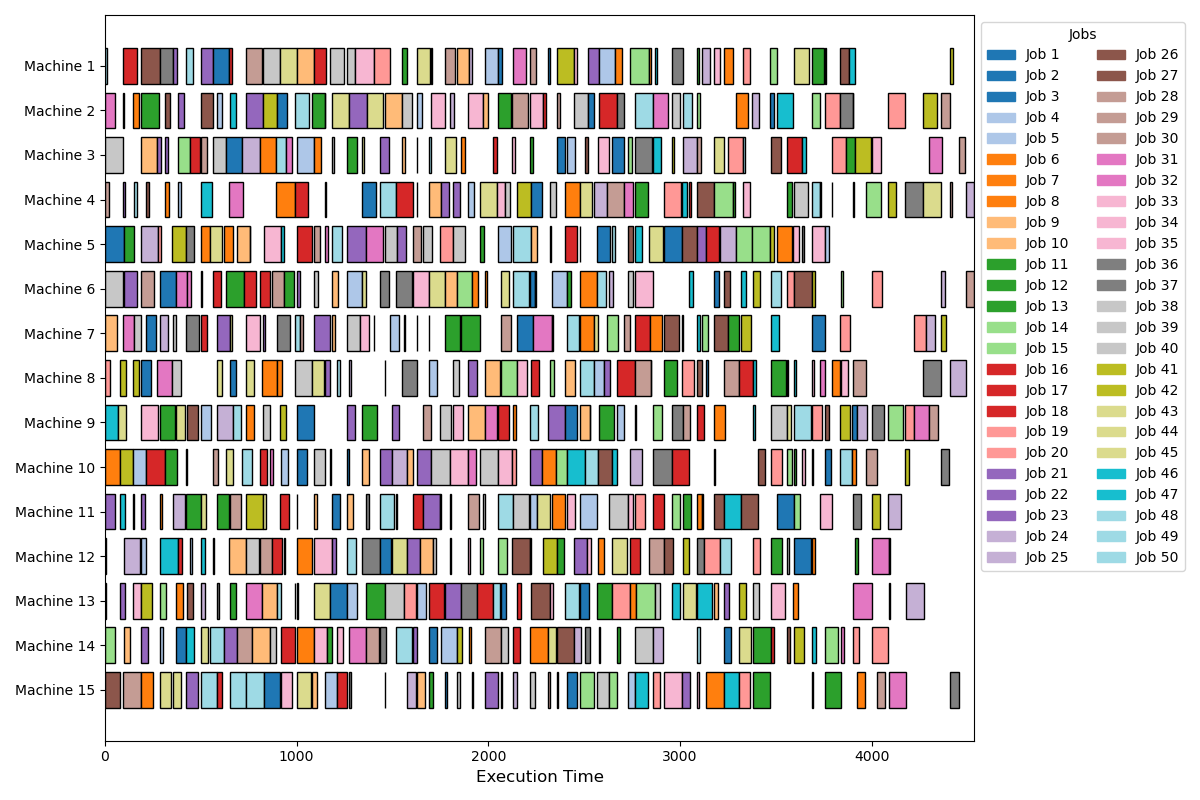 Machine 1
Machine 2
Machine 3
Machine 4
Machine 5
Machine 6
Machine 7
Machine 8
Machine 9
Machine 10
Machine 11
Machine 12
Machine 13
Machine 14
Machine 15
0 1000 2000 3000 4000
Execution Time
Jobs
Job 1
Job 2
Job 3
Job 4
Job 5
Job 6
Job 7
Job 8
Job 9
Job 10
Job 11
Job 12
Job 13
Job 14
Job 15
Job 16
Job 17
Job 18
Job 19
Job 20
Job 21
Job 22
Job 23
Job 24
Job 25
Job 26
Job 27
Job 28
Job 29
Job 30
Job 31
Job 32
Job 33
Job 34
Job 35
Job 36
Job 37
Job 38
Job 39
Job 40
Job 41
Job 42
Job 43
Job 44
Job 45
Job 46
Job 47
Job 48
Job 49
Job 50